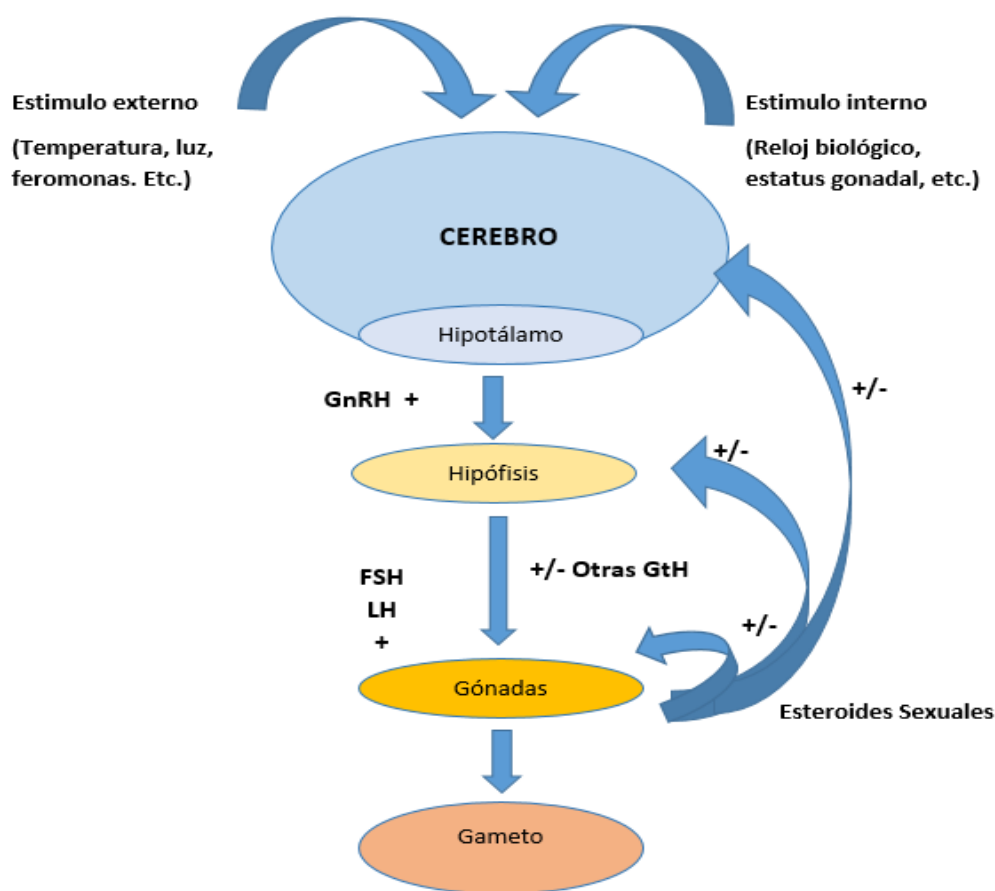 Estimulo externo
(Temperatura, luz,
feromonas. Etc.)
Estimulo interno
(Reloj biológico,
estatus gonadal, etc.)
CEREBRO
Hipotálamo
GnRH +
+/-
Hipófisis
+/-
FSH
LH
+
+/- Otras GtH
+/-
Gónadas
Esteroides Sexuales
Gameto